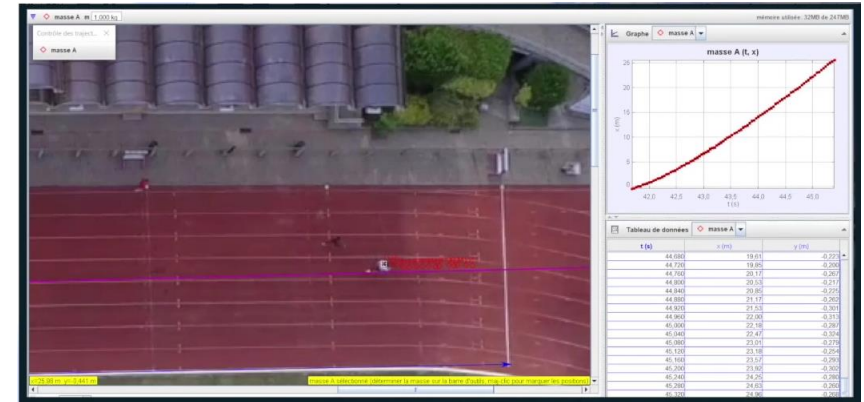 masse A m 1,000 kg
mémoire utilisée: 32MB de 247MB
Contrôle des traject... ×
masse A
Graphe masse A
masse A (t, x)
25
20
15
10
5
0
x (m)
42,0 42,5 43,0 43,5 44,0 44,5 45,0
t (s)
Tableau de données masse A
t (s) x (m) y (m)
44,680 19,61 -0,223
44,720 19,85 -0,200
44,760 20,17 -0,267
44,800 20,53 -0,217
44,840 20,85 -0,225
44,880 21,17 -0,262
44,920 21,53 -0,301
44,960 22,00 -0,313
45,000 22,18 -0,287
45,040 22,47 -0,324
45,080 23,01 -0,279
45,120 23,18 -0,254
45,160 23,57 -0,293
45,200 23,92 -0,302
45,240 24,25 -0,280
45,280 24,63 -0,260
45,320 24,96 -0,260
masse A sélectionné (déterminer la masse sur la barre d'outils, maj-clic pour marquer les positions)